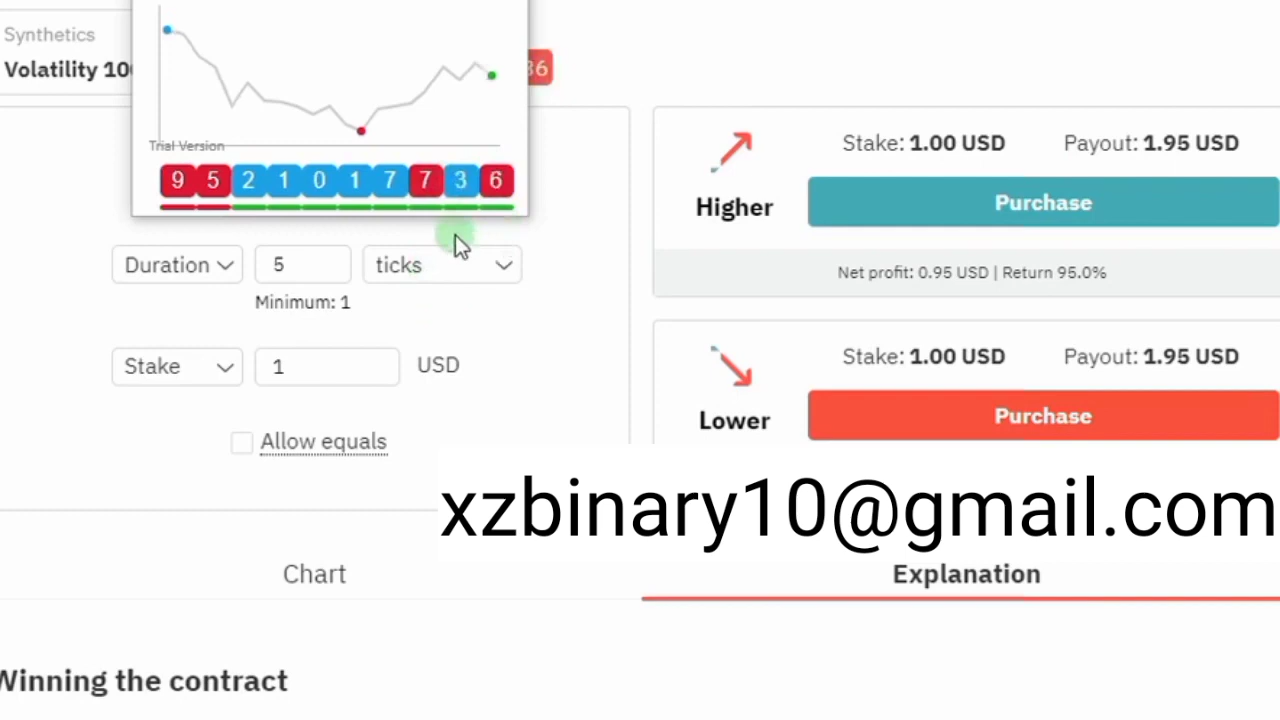 Synthetics
Volatility 10
36
Trial Version
9 5 2 1 0 1 7 7 3 6
Duration 5 ticks
Minimum: 1
Stake 1 USD
Allow equals
Stake: 1.00 USD Payout: 1.95 USD
Higher Purchase
Net profit: 0.95 USD | Return 95.0%
Stake: 1.00 USD Payout: 1.95 USD
Lower Purchase
xzbinary10@gmail.com
Chart Explanation
Winning the contract